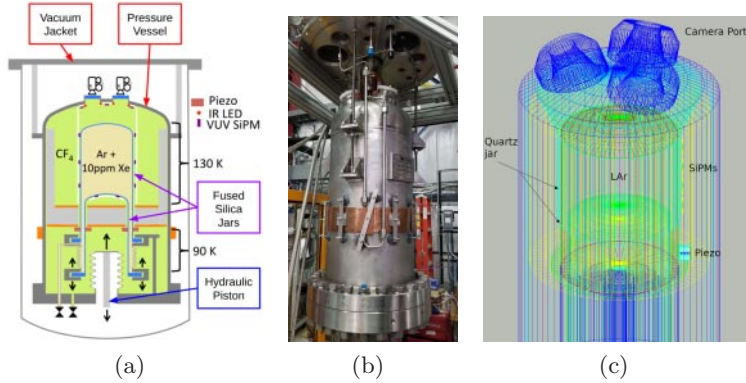 Vacuum
Jacket
Pressure
Vessel
Piezo
IR LED
VUV SiPM
CF4
Ar +
10ppm Xe
130 K
Fused
Silica
Jars
90 K
Hydraulic
Piston
(a)
(b)
Camera Port
Quartz
jar
LAr
SiPMs
Piezo
(c)